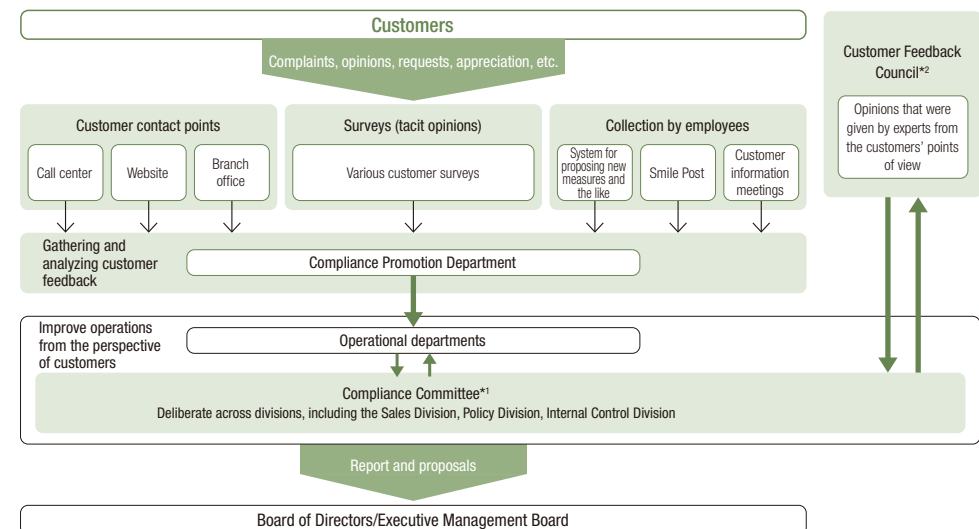 Customers
Complaints, opinions, requests, appreciation, etc.
Customer contact points
Call center
Website
Branch
office
Surveys (tacit opinions)
Various customer surveys
Collection by employees
System for
proposing new
measures and
the like
Smile Post
Customer
information
meetings
Customer Feedback
Council*2
Opinions that were
given by experts from
the customers' points
of view
Gathering and
analyzing customer
feedback
Compliance Promotion Department
Improve operations
from the perspective
of customers
Operational departments
Compliance Committee*1
Deliberate across divisions, including the Sales Division, Policy Division, Internal Control Division
Report and proposals
Board of Directors/Executive Management Board